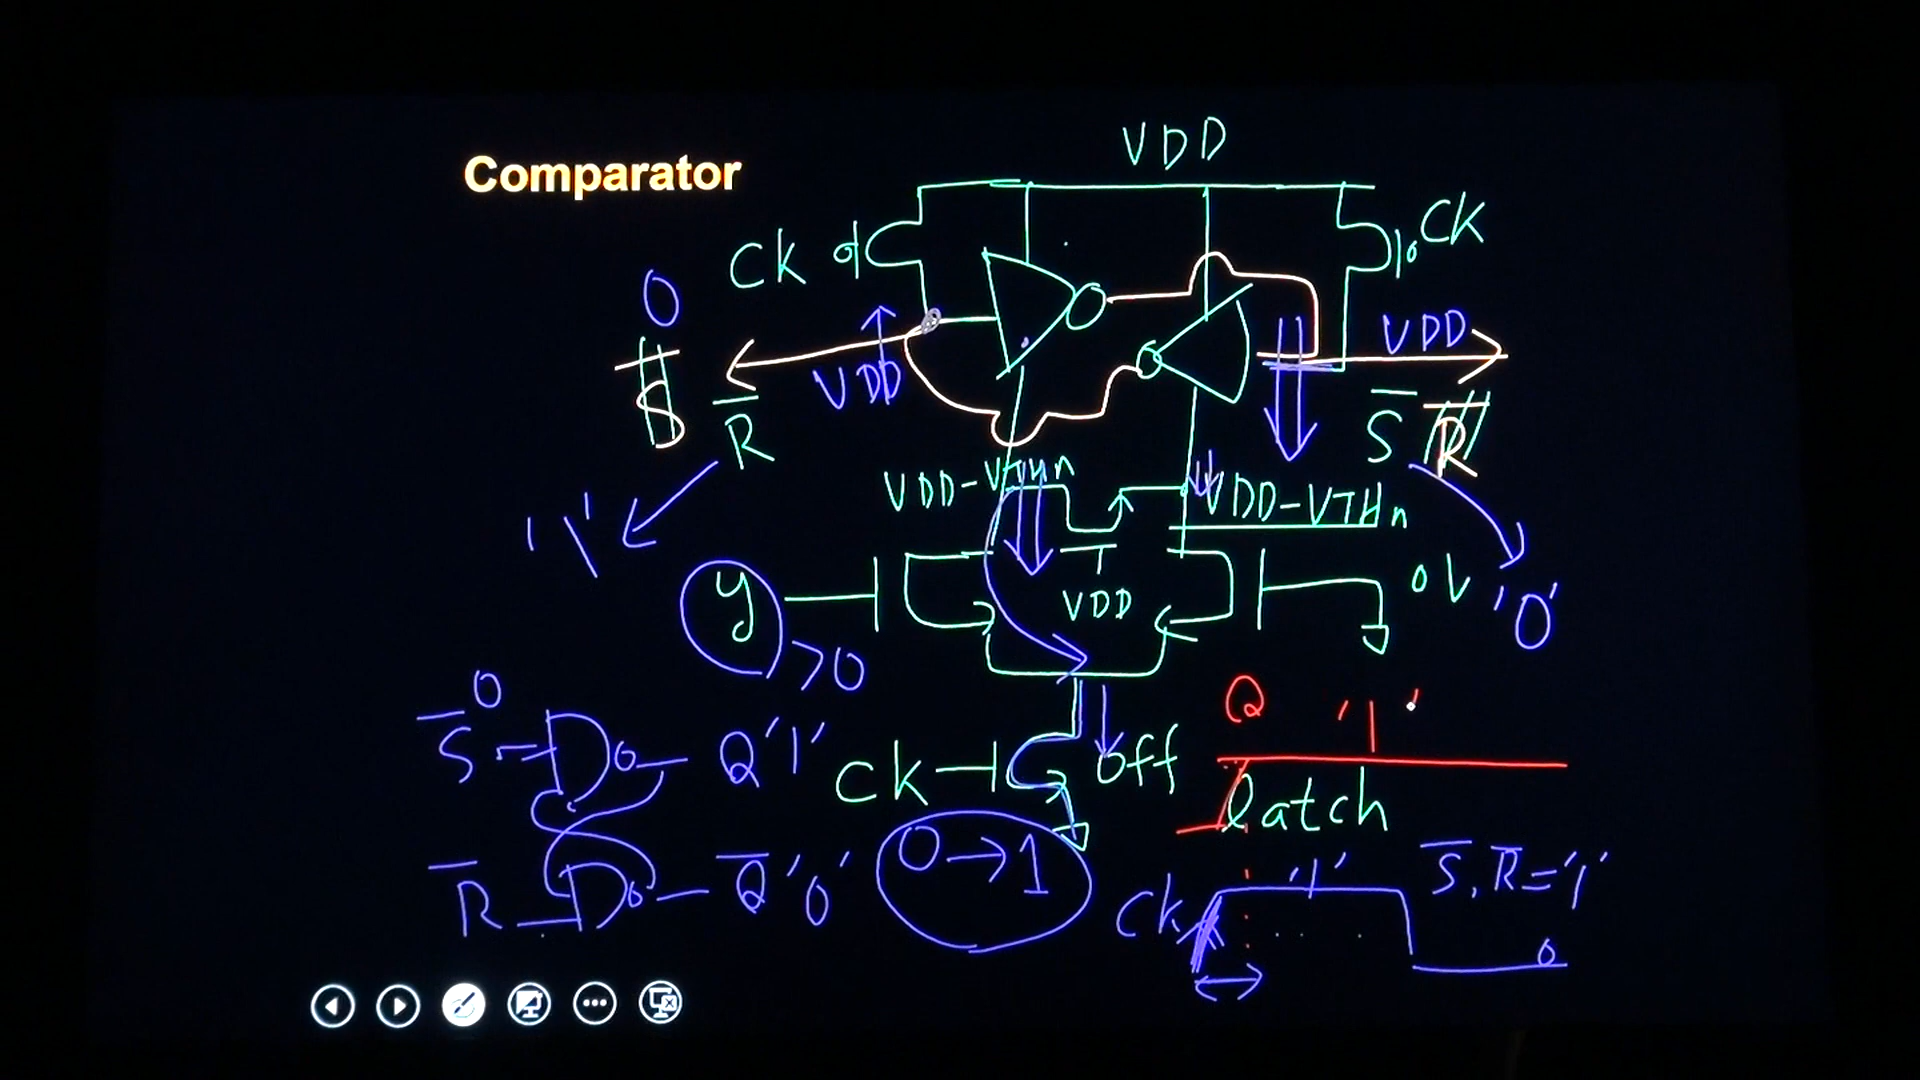 Comparator
VDD
CK
CK
0
VDD
VDD
S
R
S
R
VDD-VTHn
VDD-VTHn
'1'
0V
'0'
y
>0
VDD
0
S
Q '1'
CK
off
Q '1'
latch
R
Q '0'
0→1
CK
'1'
S, R = '1'
0